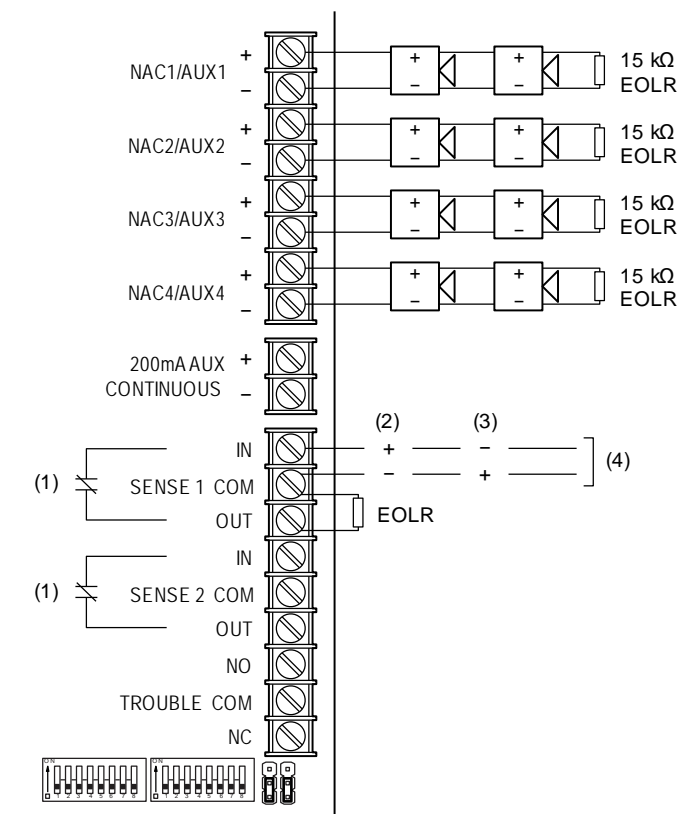 +
NAC1/AUX1
–
+ +
– –
15 kΩ
EOLR
+
NAC2/AUX2
–
+ +
– –
15 kΩ
EOLR
+
NAC3/AUX3
–
+ +
– –
15 kΩ
EOLR
+
NAC4/AUX4
–
+ +
– –
15 kΩ
EOLR
200mA AUX +
CONTINUOUS –
(2) (3)
IN + –
(4)
– +
(1) SENSE 1 COM
OUT EOLR
IN
(1) SENSE 2 COM
OUT
NO
TROUBLE COM
NC
ON ON
1 2 3 4 5 6 7 8 1 2 3 4 5 6 7 8